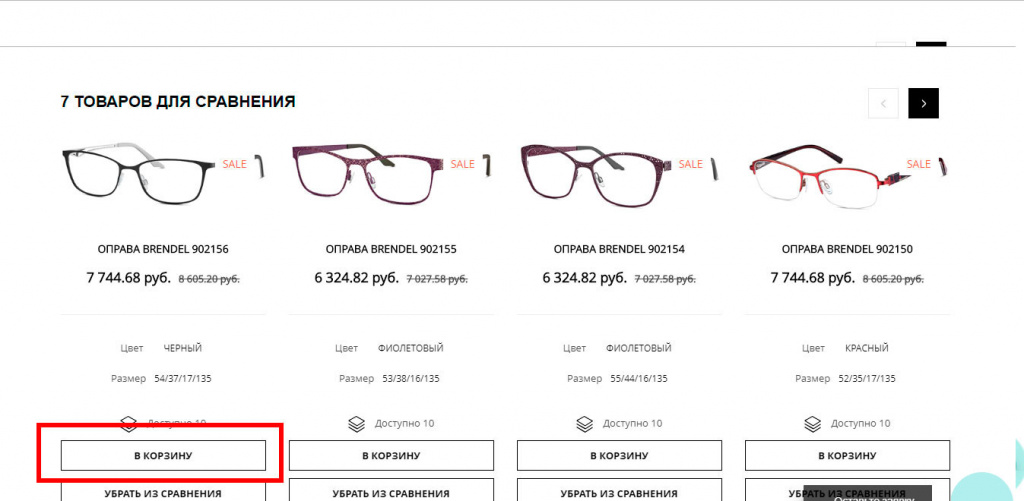 7 ТОВАРОВ ДЛЯ СРАВНЕНИЯ
SALE SALE SALE SALE
ОПРАВА BRENDEL 902156 ОПРАВА BRENDEL 902155 ОПРАВА BRENDEL 902154 ОПРАВА BRENDEL 902150
7 744.68 руб. 8 605.20 руб. 6 324.82 руб. 7 027.58 руб. 6 324.82 руб. 7 027.58 руб. 7 744.68 руб. 8 605.20 руб.
Цвет ЧЕРНЫЙ Цвет ФИОЛЕТОВЫЙ Цвет ФИОЛЕТОВЫЙ Цвет КРАСНЫЙ
Размер 54/37/17/135 Размер 53/38/16/135 Размер 55/44/16/135 Размер 52/35/17/135
Доступно 10 Доступно 10 Доступно 10 Доступно 10
В КОРЗИНУ В КОРЗИНУ В КОРЗИНУ В КОРЗИНУ
УБРАТЬ ИЗ СРАВНЕНИЯ УБРАТЬ ИЗ СРАВНЕНИЯ УБРАТЬ ИЗ СРАВНЕНИЯ УБРАТЬ ИЗ СРАВНЕНИЯ
Оставьте заявку